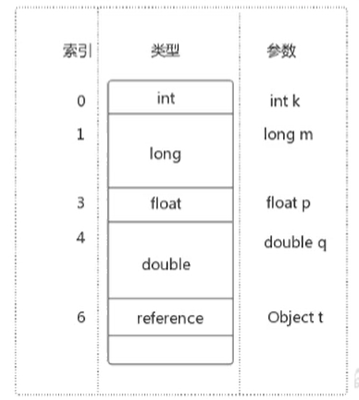 索引 类型 参数
0 int int k
1 long long m
3 float float p
4 double double q
6 reference Object t